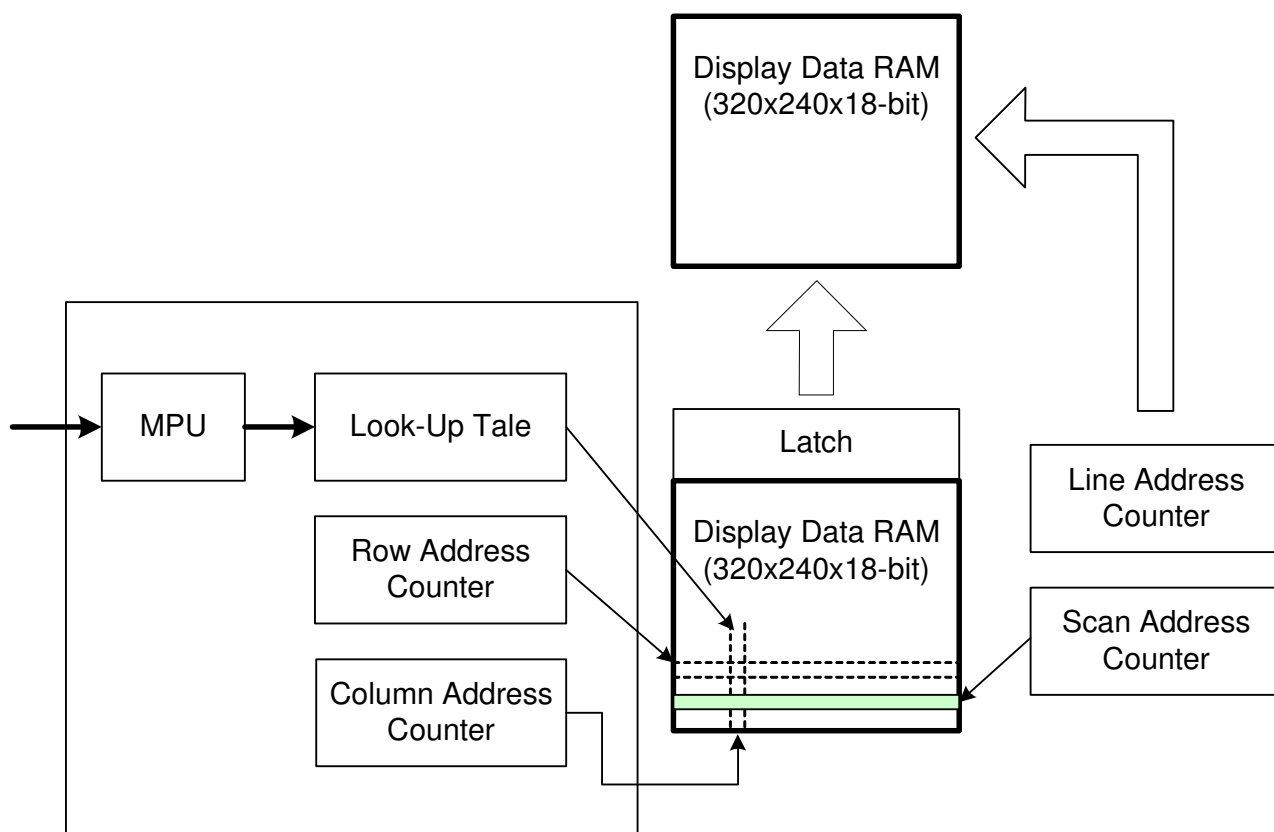 Display Data RAM
(320x240x18-bit)
MPU
Look-Up Tale
Latch
Line Address
Counter
Row Address
Counter
Display Data RAM
(320x240x18-bit)
Scan Address
Counter
Column Address
Counter